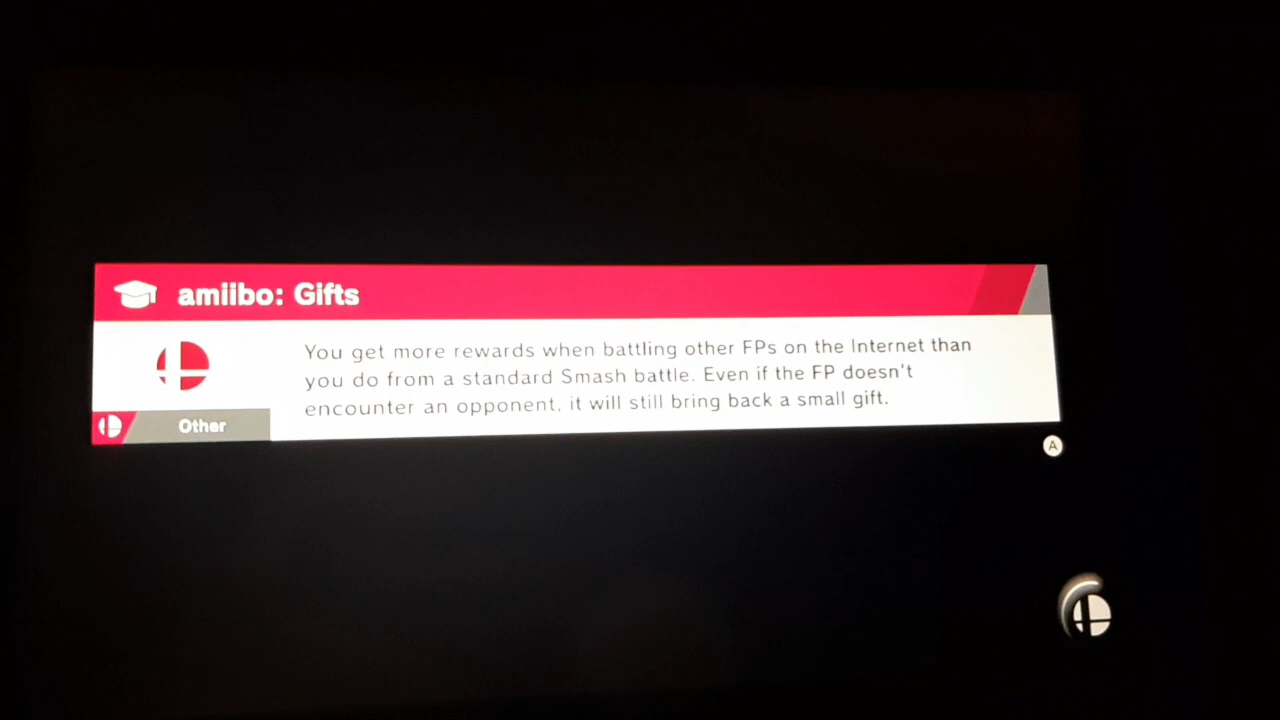 amiibo: Gifts
You get more rewards when battling other FPs on the Internet than
you do from a standard Smash battle. Even if the FP doesn't
encounter an opponent, it will still bring back a small gift.
Other
A